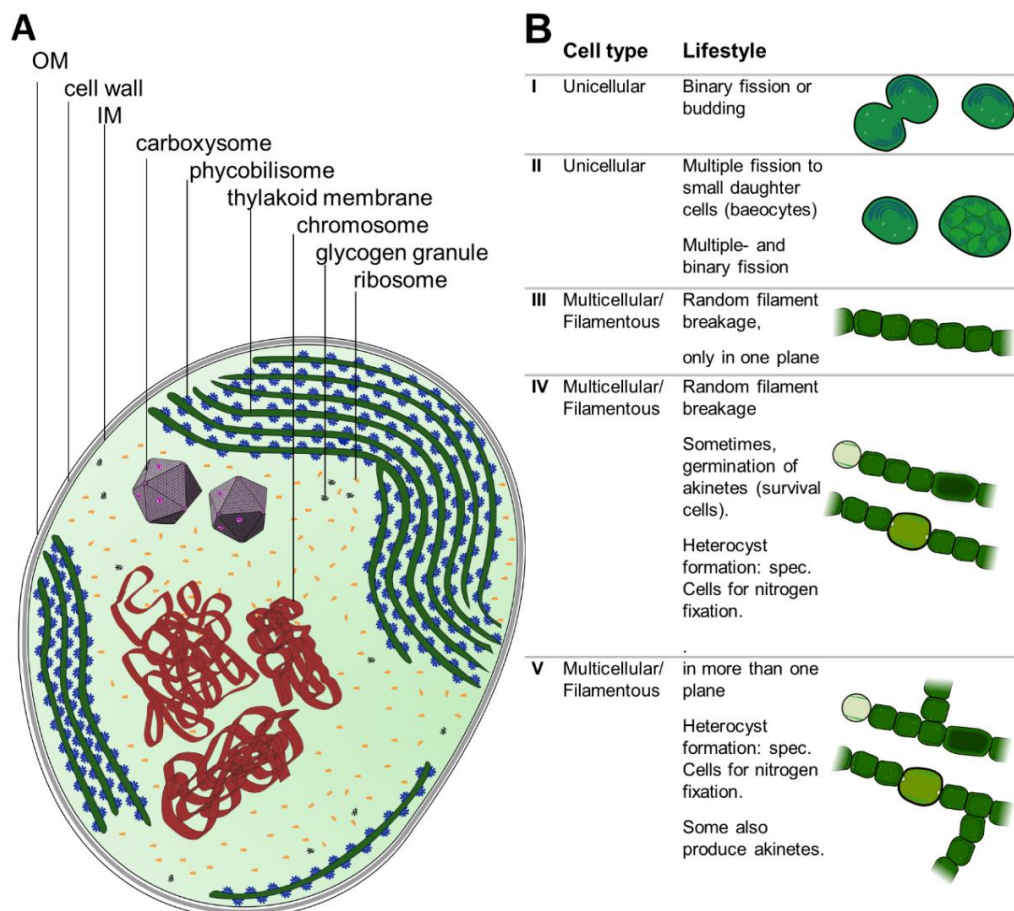 A
OM
cell wall
IM
carboxysome
phycobilisome
thylakoid membrane
chromosome
glycogen granule
ribosome
B
Cell type Lifestyle
I Unicellular Binary fission or
budding
II Unicellular Multiple fission to
small daughter
cells (baeocytes)
Multiple- and
binary fission
III Multicellular/ Random filament
Filamentous breakage,
only in one plane
IV Multicellular/ Random filament
Filamentous breakage
Sometimes,
germination of
akinetes (survival
cells).
Heterocyst
formation: spec.
Cells for nitrogen
fixation.
.
V Multicellular/ in more than one
Filamentous plane
Heterocyst
formation: spec.
Cells for nitrogen
fixation.
Some also
produce akinetes.